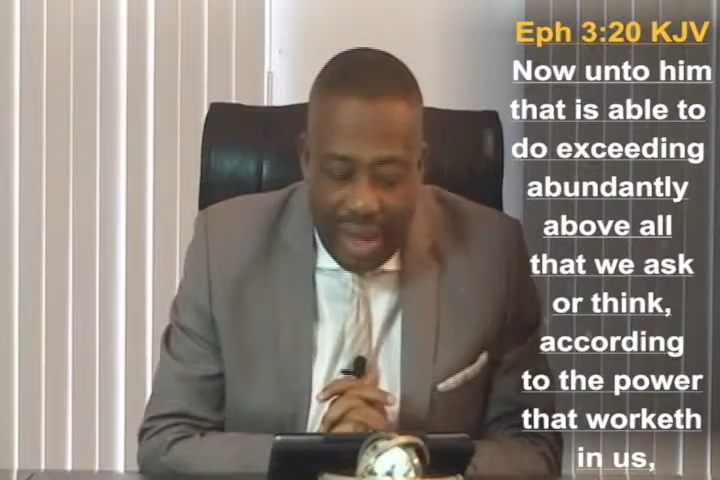 Eph 3:20 KJV
Now unto him
that is able to
do exceeding
abundantly
above all
that we ask
or think,
according
to the power
that worketh
in us,